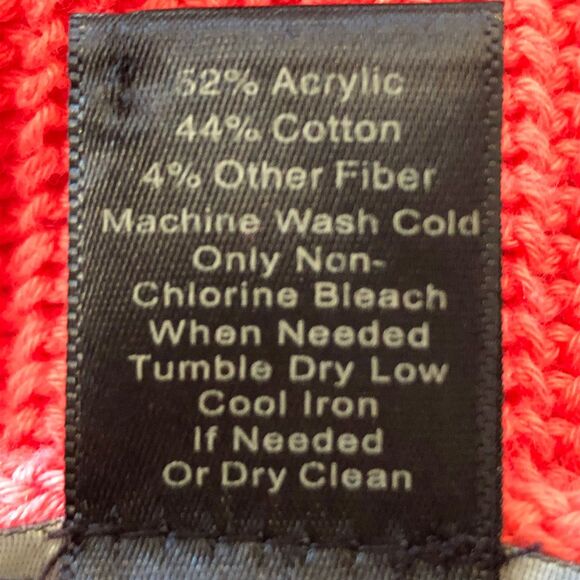 52% Acrylic
44% Cotton
4% Other Fiber
Machine Wash Cold
Only Non-
Chlorine Bleach
When Needed
Tumble Dry Low
Cool Iron
If Needed
Or Dry Clean